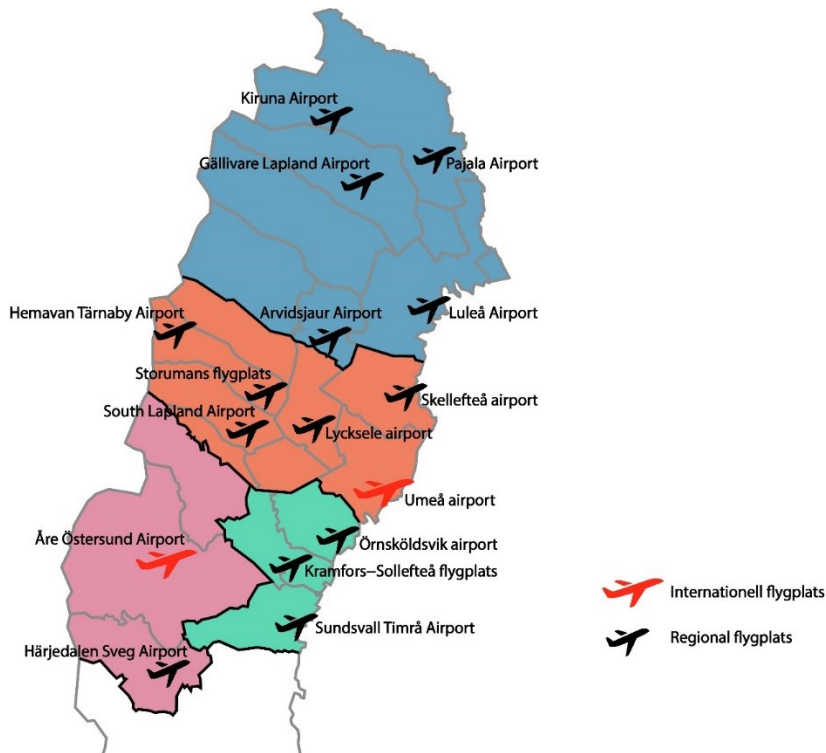 Kiruna Airport
Gällivare Lapland Airport
Pajala Airport
Hemavan Tärnaby Airport
Arvidsjaur Airport
Luleå Airport
Storumans flygplats
Skellefteå airport
South Lapland Airport
Lycksele airport
Umeå airport
Åre Östersund Airport
Örnsköldsvik airport
Kramfors–Sollefteå flygplats
Internationell flygplats
Sundsvall Timrå Airport
Regional flygplats
Härjedalen Sveg Airport